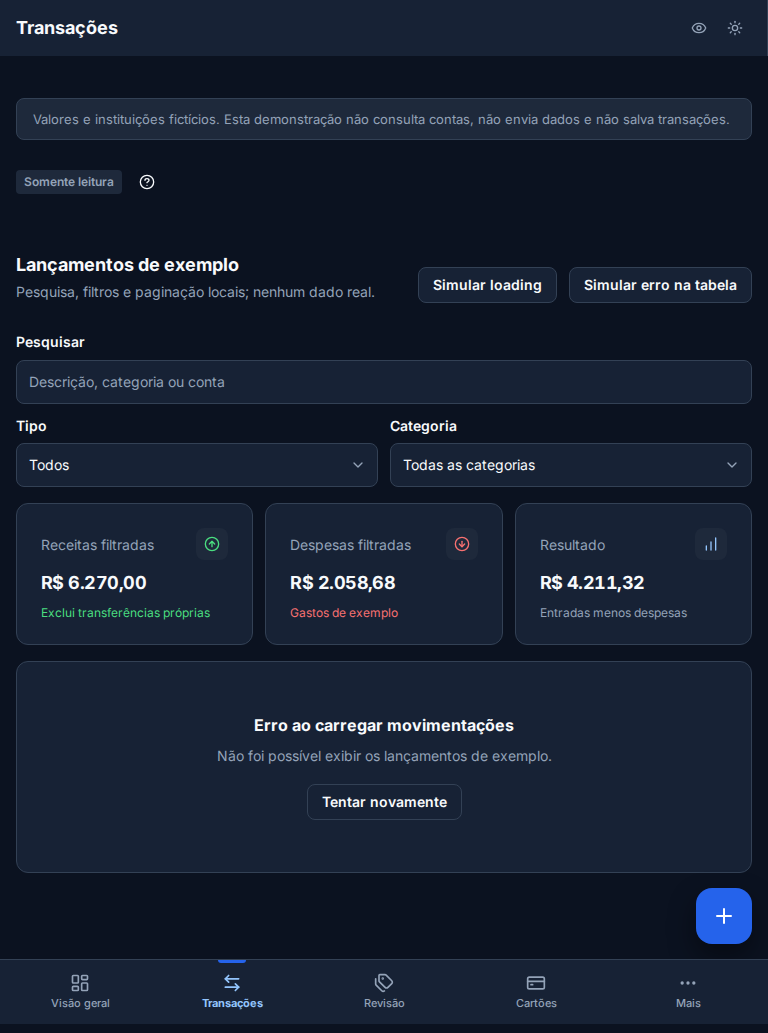 Transações
Valores e instituições fictícios. Esta demonstração não consulta contas, não envia dados e não salva transações.
Somente leitura
Lançamentos de exemplo
Pesquisa, filtros e paginação locais; nenhum dado real.
Simular loading
Simular erro na tabela
Pesquisar
Descrição, categoria ou conta
Tipo
Categoria
Todos
Todas as categorias
Receitas filtradas
R$ 6.270,00
Exclui transferências próprias
Despesas filtradas
R$ 2.058,68
Gastos de exemplo
Resultado
R$ 4.211,32
Entradas menos despesas
Erro ao carregar movimentações
Não foi possível exibir os lançamentos de exemplo.
Tentar novamente
Visão geral
Transações
Revisão
Cartões
Mais